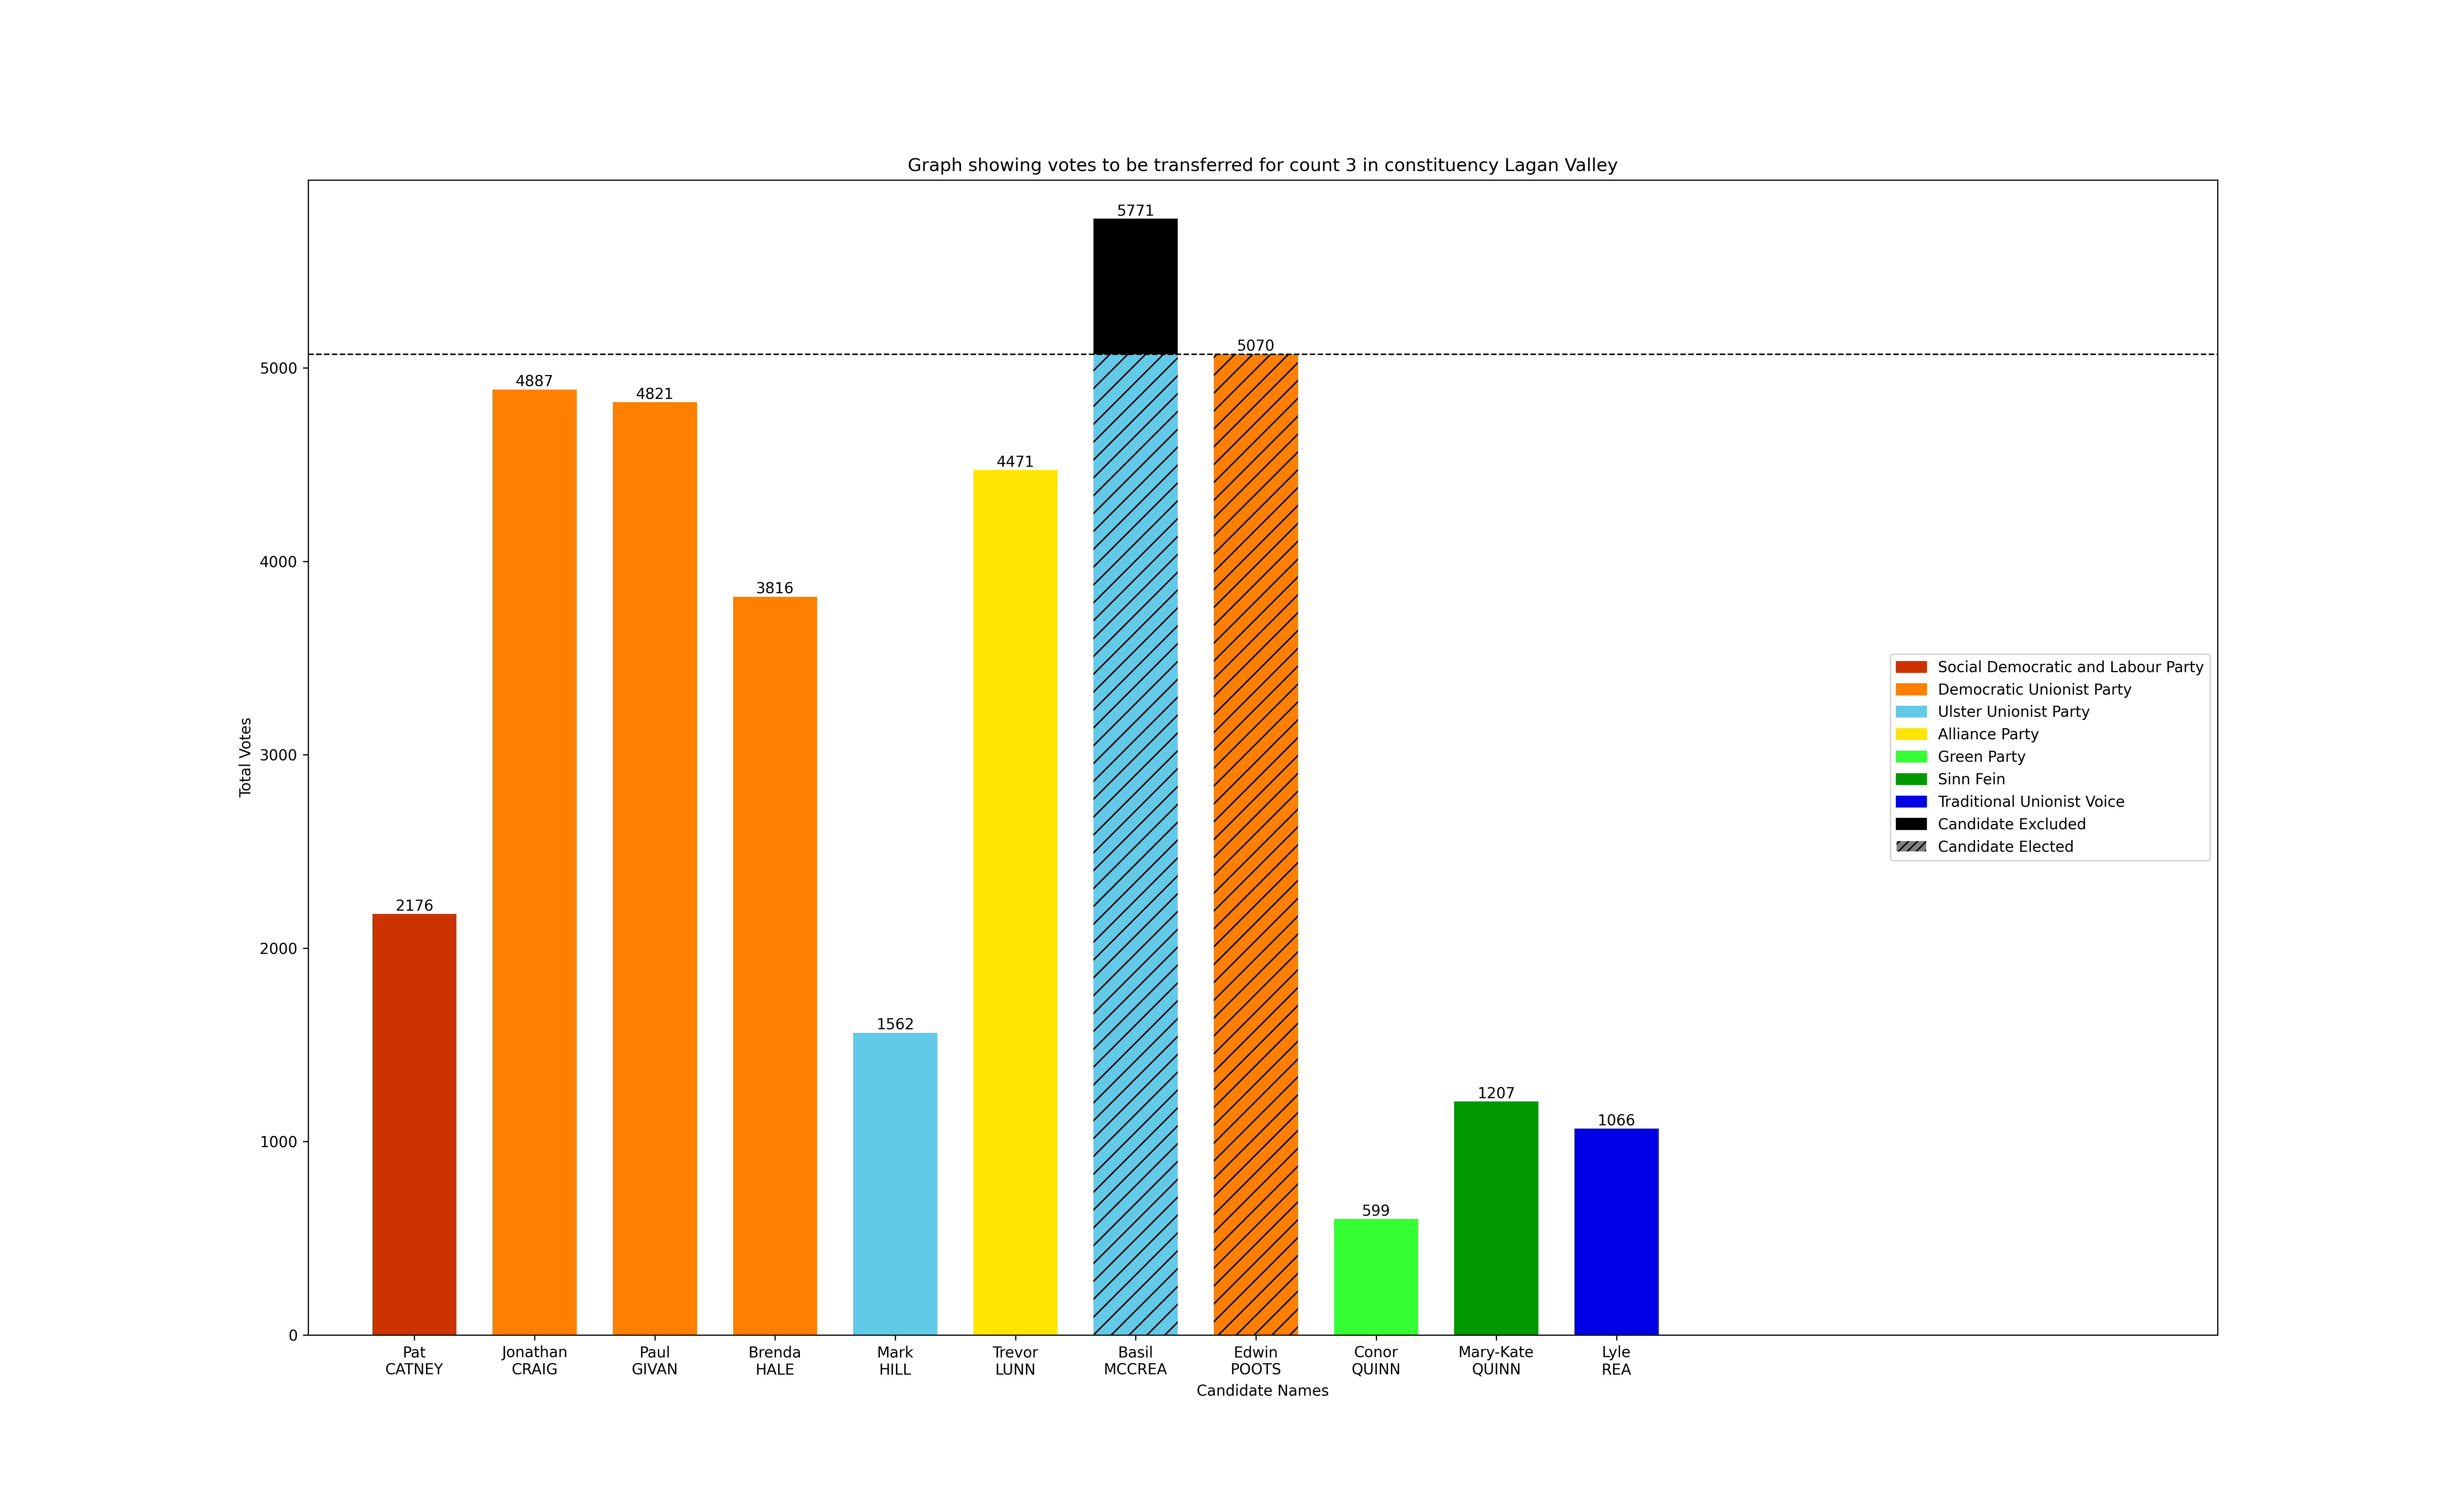 Graph showing votes to be transferred for count 3 in constituency Lagan Valley
Total Votes
5000
4000
3000
2000
1000
0
2176
4887
4821
3816
1562
4471
5771
5070
599
1207
1066
Pat
CATNEY
Jonathan
CRAIG
Paul
GIVAN
Brenda
HALE
Mark
HILL
Trevor
LUNN
Basil
MCCREA
Edwin
POOTS
Conor
QUINN
Mary-Kate
QUINN
Lyle
REA
Candidate Names
Social Democratic and Labour Party
Democratic Unionist Party
Ulster Unionist Party
Alliance Party
Green Party
Sinn Fein
Traditional Unionist Voice
Candidate Excluded
Candidate Elected